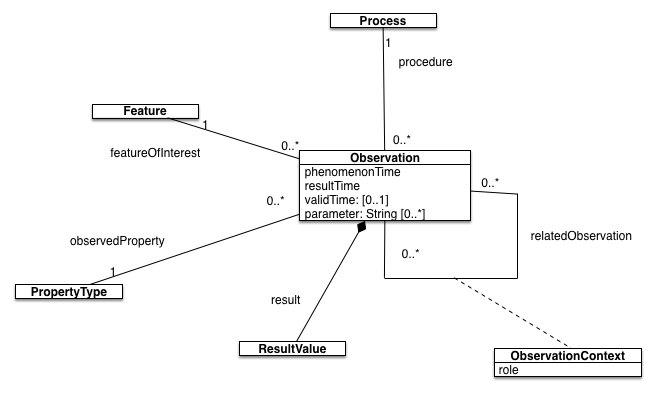 Process
1
procedure
Feature
1
0..*
0..*
featureOfInterest
Observation
phenomenonTime
resultTime
validTime: [0..1]
parameter: String [0..*]
0..*
0..*
observedProperty
1
PropertyType
0..*
relatedObservation
result
ResultValue
ObservationContext
role